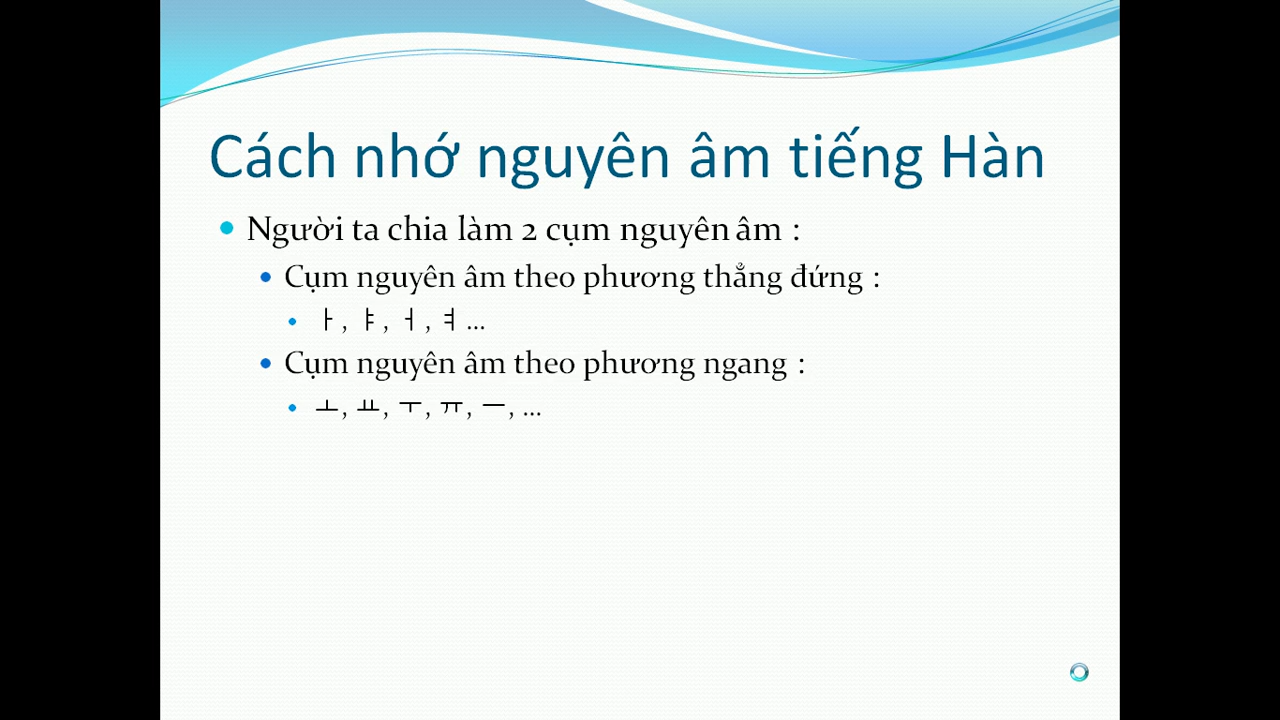 Cách nhớ nguyên âm tiếng Hàn
Người ta chia làm 2 cụm nguyên âm :
Cụm nguyên âm theo phương thẳng đứng :
ㅏ, ㅑ, ㅓ, ㅕ...
Cụm nguyên âm theo phương ngang :
ㅗ, ㅛ, ㅜ, ㅠ, ㅡ, ...